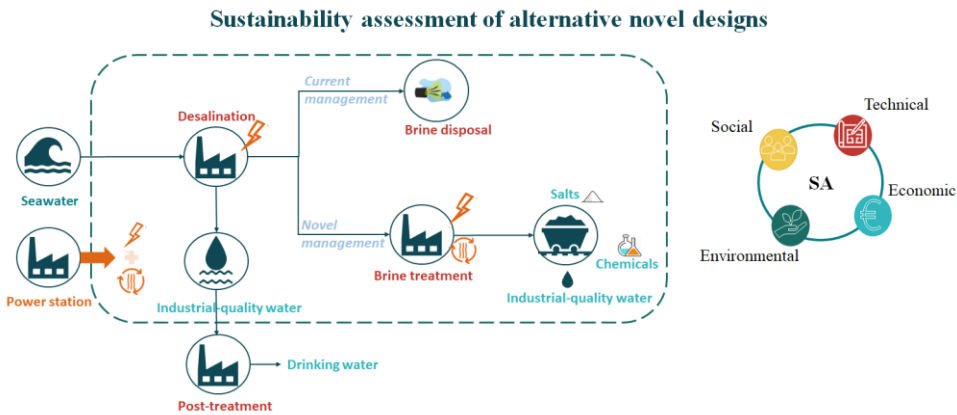 Sustainability assessment of alternative novel designs
Current
management
Desalination
Brine disposal
Seawater
Novel
management
Salts
Chemicals
Brine treatment
Industrial-quality water
Power station
Industrial-quality water
Drinking water
Post-treatment
Technical
Social
SA
Economic
Environmental